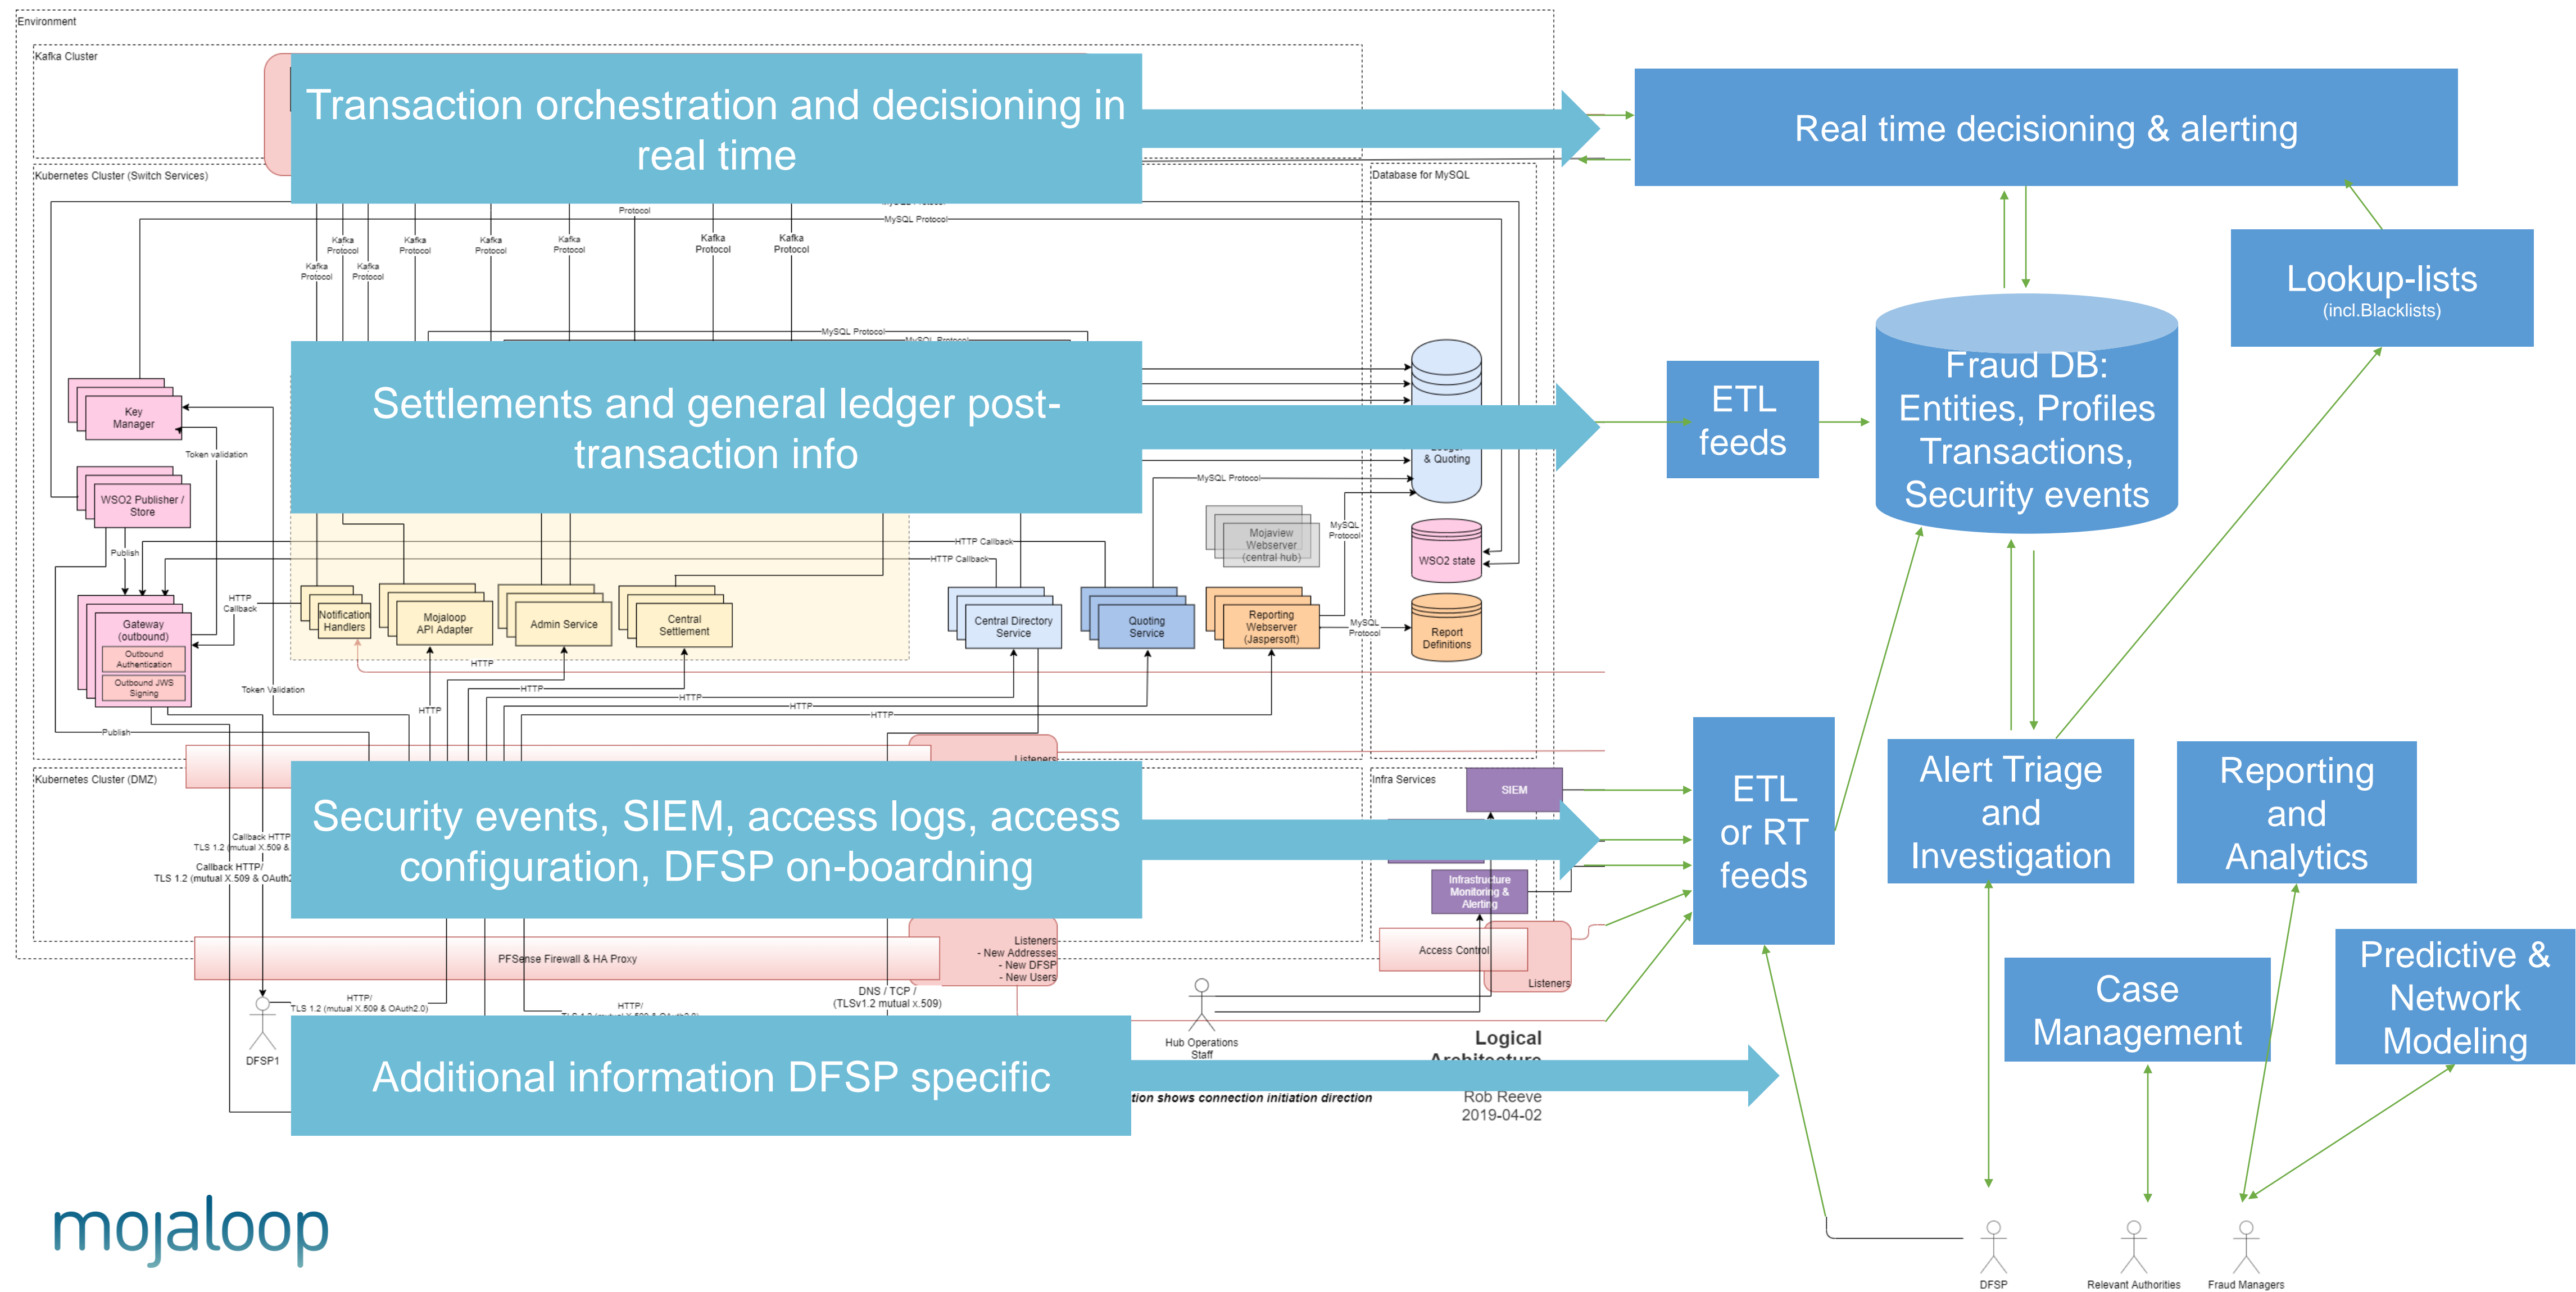 Environment
Kafka Cluster
Transaction orchestration and decisioning in
real time
Real time decisioning & alerting
Kubernetes Cluster (Switch Services)
Database for MySQL
Protocol
MySQL Protocol
Kafka
Protocol
Kafka
Protocol
Kafka
Protocol
Kafka
Protocol
Kafka
Protocol
Kafka
Protocol
Kafka
Protocol
Kafka
Protocol
Lookup-lists
(incl.Blacklists)
MySQL Protocol
MySQL Protocol
Settlements and general ledger post-
transaction info
ETL
feeds
Fraud DB:
Entities, Profiles
Transactions,
Security events
Key
Manager
Token validation
& Quoting
MySQL Protocol
WSO2 Publisher /
Store
Publish
HTTP Callback
HTTP Callback
Mojaview
Webserver
(central hub)
MySQL
Protocol
WSO2 state
HTTP
Callback
Gateway
(outbound)
Outbound
Authentication
Outbound JWS
Signing
Notification
Handlers
Mojaloop
API Adapter
Admin Service
Central
Settlement
Central Directory
Service
Quoting
Service
Reporting
Webserver
(Jaspersoft)
MySQL
Protocol
Report
Definitions
HTTP
Token Validation
HTTP
HTTP
HTTP
HTTP
HTTP
Publish
Listeners
Kubernetes Cluster (DMZ)
Infra Services
SIEM
Security events, SIEM, access logs, access
configuration, DFSP on-boardning
ETL
or RT
feeds
Alert Triage
and
Investigation
Reporting
and
Analytics
Callback HTTP
TLS 1.2 (mutual X.509 &
Callback HTTP/
TLS 1.2 (mutual X.509 & OAuth2
Infrastructure
Monitoring &
Alerting
PFSense Firewall & HA Proxy
Listeners
- New Addresses
- New DFSP
- New Users
Access Control
Listeners
Case
Management
Predictive &
Network
Modeling
DNS / TCP /
(TLSv1.2 mutual x.509)
HTTP/
TLS 1.2 (mutual X.509 & OAuth2.0)
HTTP/
TLS 1.2 (mutual X.509 & OAuth2.0)
DFSP1
Hub Operations
Staff
Logical
Architecture
Additional information DFSP specific
tion shows connection initiation direction
Rob Reeve
2019-04-02
mojaloop
DFSP
Relevant Authorities
Fraud Managers